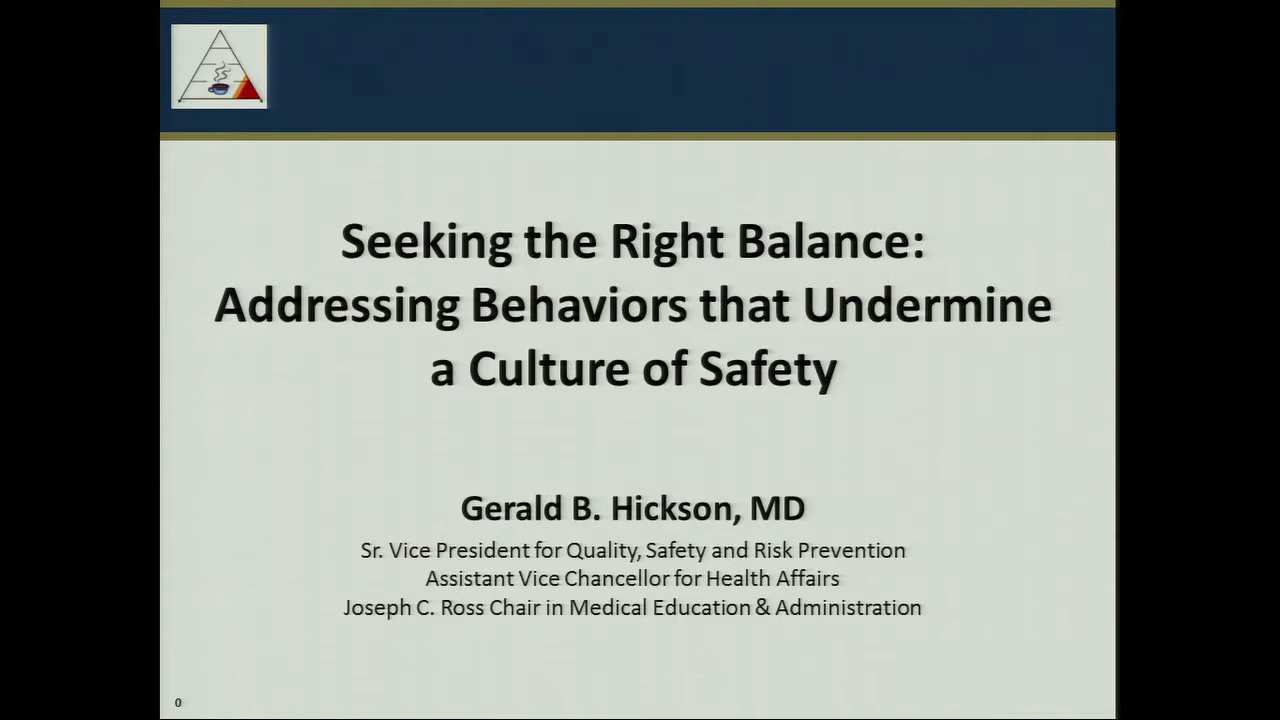 Seeking the Right Balance:
Addressing Behaviors that Undermine
a Culture of Safety
Gerald B. Hickson, MD
Sr. Vice President for Quality, Safety and Risk Prevention
Assistant Vice Chancellor for Health Affairs
Joseph C. Ross Chair in Medical Education & Administration
0